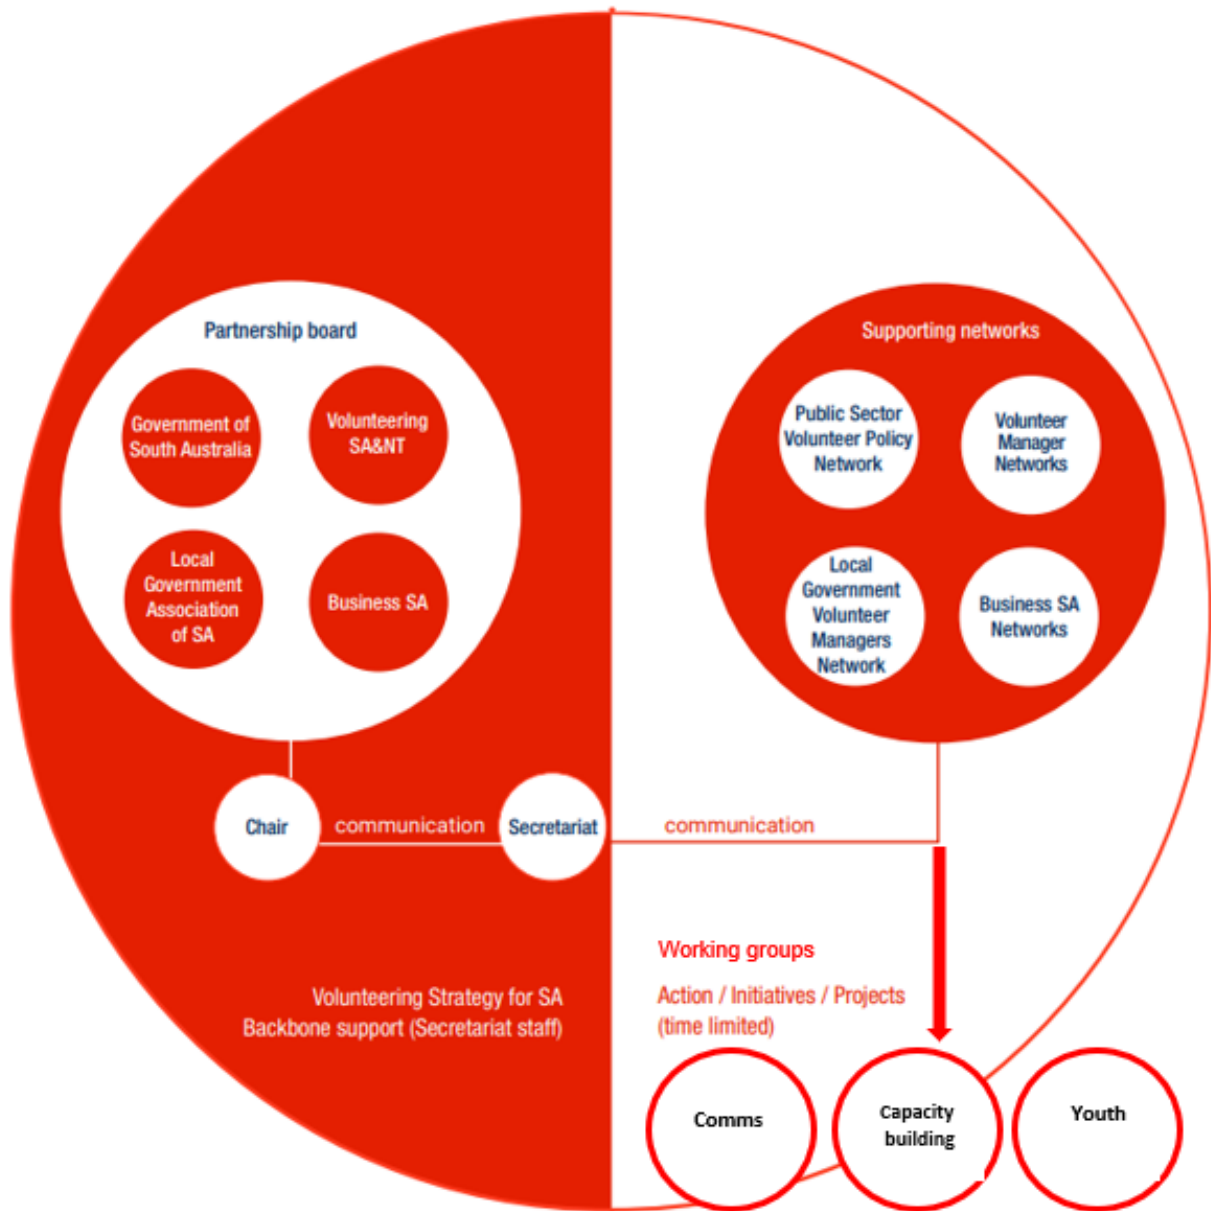 Partnership board
Government of
South Australia
Volunteering
SA&NT
Local
Government
Association
of SA
Business SA
Supporting networks
Public Sector
Volunteer Policy
Network
Volunteer
Manager
Networks
Local
Government
Volunteer
Managers
Network
Business SA
Networks
Chair
communication
Secretariat
communication
Volunteering Strategy for SA
Backbone support (Secretariat staff)
Working groups
Action / Initiatives / Projects
(time limited)
Comms
Capacity
building
Youth